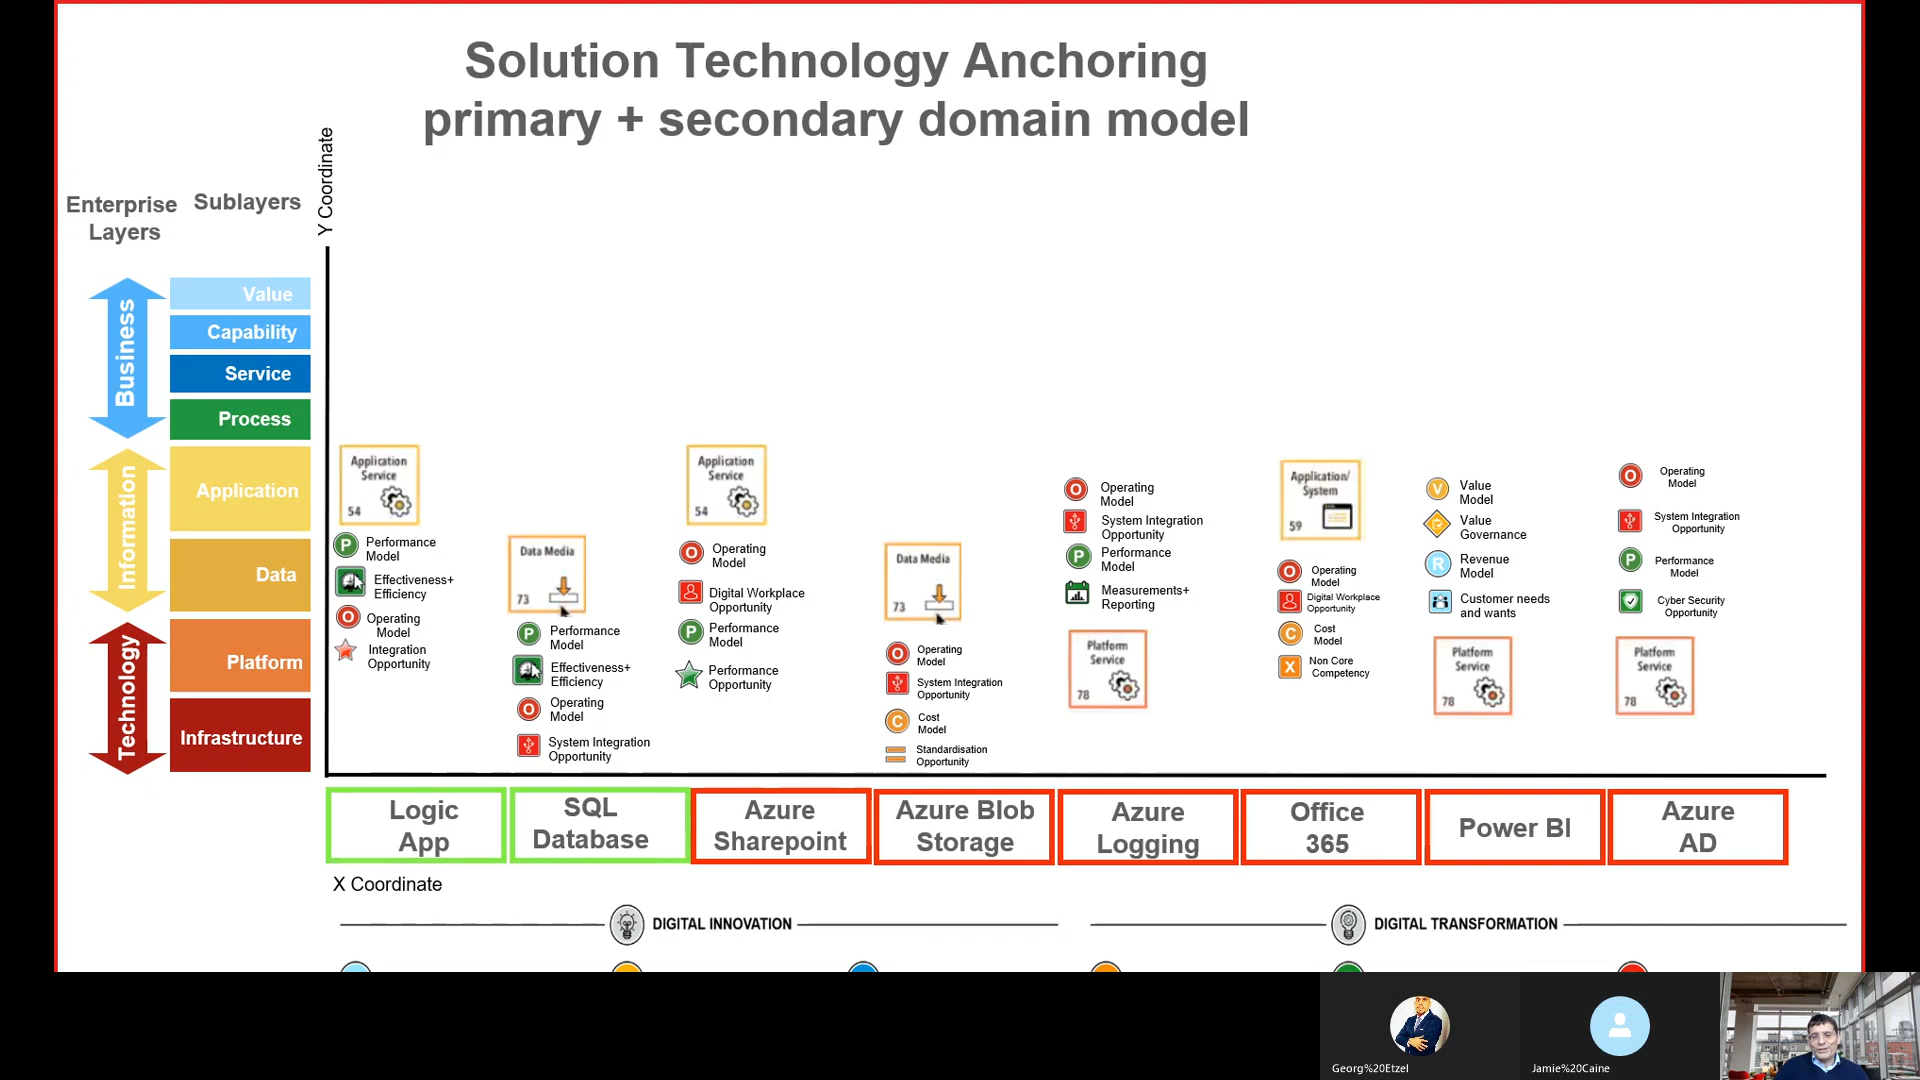 Solution Technology Anchoring
primary + secondary domain model
Y Coordinate
Enterprise
Layers
Sublayers
Business
Value
Capability
Service
Process
Information
Application
Data
Technology
Platform
Infrastructure
Application
Service
54
Performance
Model
Effectiveness+
Efficiency
Operating
Model
Integration
Opportunity
Data Media
73
Performance
Model
Effectiveness+
Efficiency
Operating
Model
System Integration
Opportunity
Application
Service
54
Operating
Model
Digital Workplace
Opportunity
Performance
Model
Performance
Opportunity
Data Media
73
Operating
Model
System Integration
Opportunity
Cost
Model
Standardisation
Opportunity
Operating
Model
System Integration
Opportunity
Performance
Model
Measurements+
Reporting
Platform
Service
78
Application/
System
59
Operating
Model
Digital Workplace
Opportunity
Cost
Model
Non Core
Competency
Value
Model
Value
Governance
Revenue
Model
Customer needs
and wants
Platform
Service
78
Operating
Model
System Integration
Opportunity
Performance
Model
Cyber Security
Opportunity
Platform
Service
78
Logic
App
SQL
Database
Azure
Sharepoint
Azure Blob
Storage
Azure
Logging
Office
365
Power BI
Azure
AD
X Coordinate
DIGITAL INNOVATION
DIGITAL TRANSFORMATION
Georg%20Etzel
Jamie%20Caine